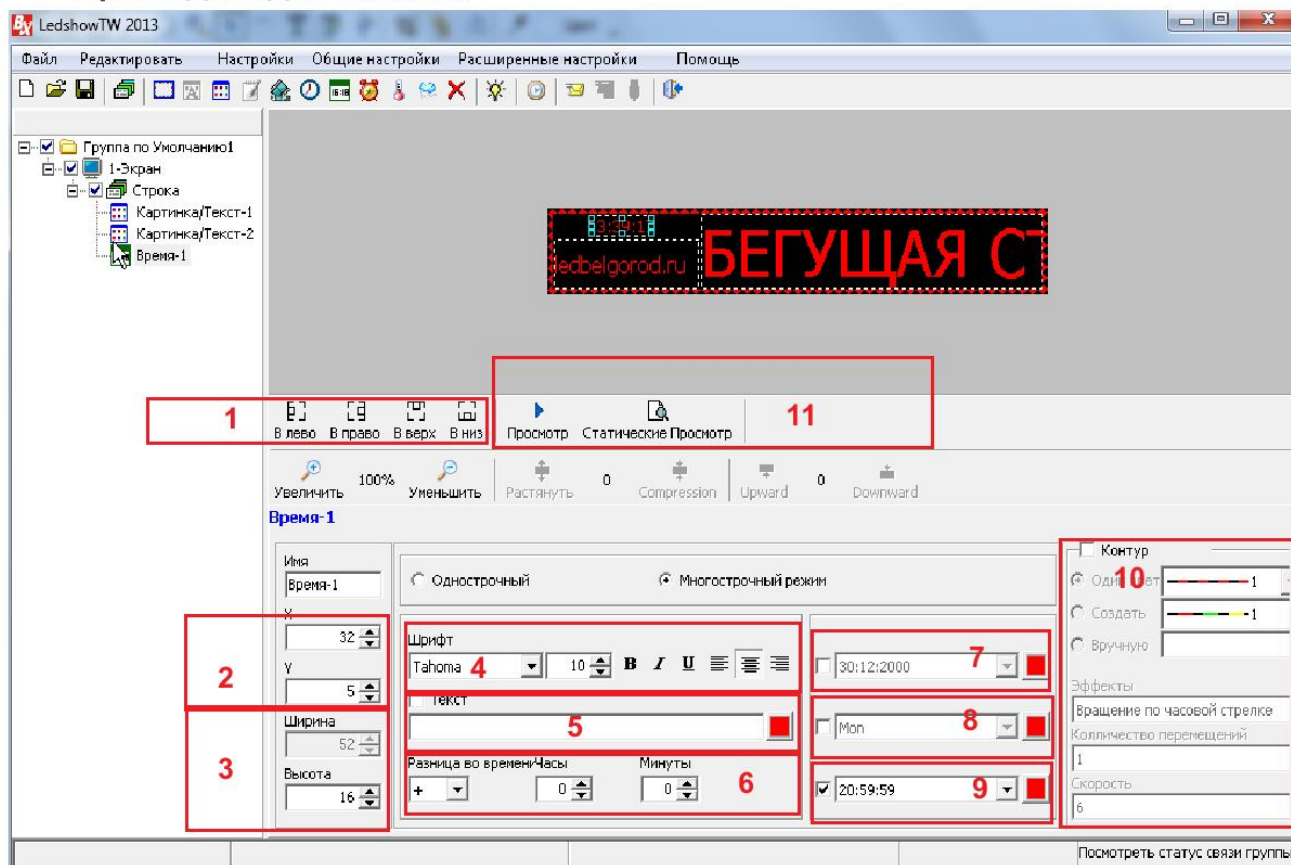 LedshowTW 2013
Файл Редактировать Настройки Общие настройки Расширенные настройки Помощь
Группа по Умолчанию1
1-Экран
Строка
Картинка/Текст-1
Картинка/Текст-2
Время-1
ledbelgorod.ru
БЕГУЩАЯ С
1
11
В лево В право В верх В низ Просмотр Статические Просмотр
Увеличить 100% Уменьшить Растянуть 0 Compression Upward 0 Downward
Время-1
Имя
Время-1
X
32
Y
5
2
Ширина
52
3
Высота
16
Однострочный Многострочный режим
Шрифт
Tahoma 4 10 B I U
Текст
5
Разница во времени Часы Минуты
+ 0 0 6
30:12:2000 7
Mon 8
20:59:59 9
Контур
10
1
Создать 1
Вручную
Эффекты
Вращение по часовой стрелке
Колличество перемещений
1
Скорость
6
Посмотреть статус связи группы